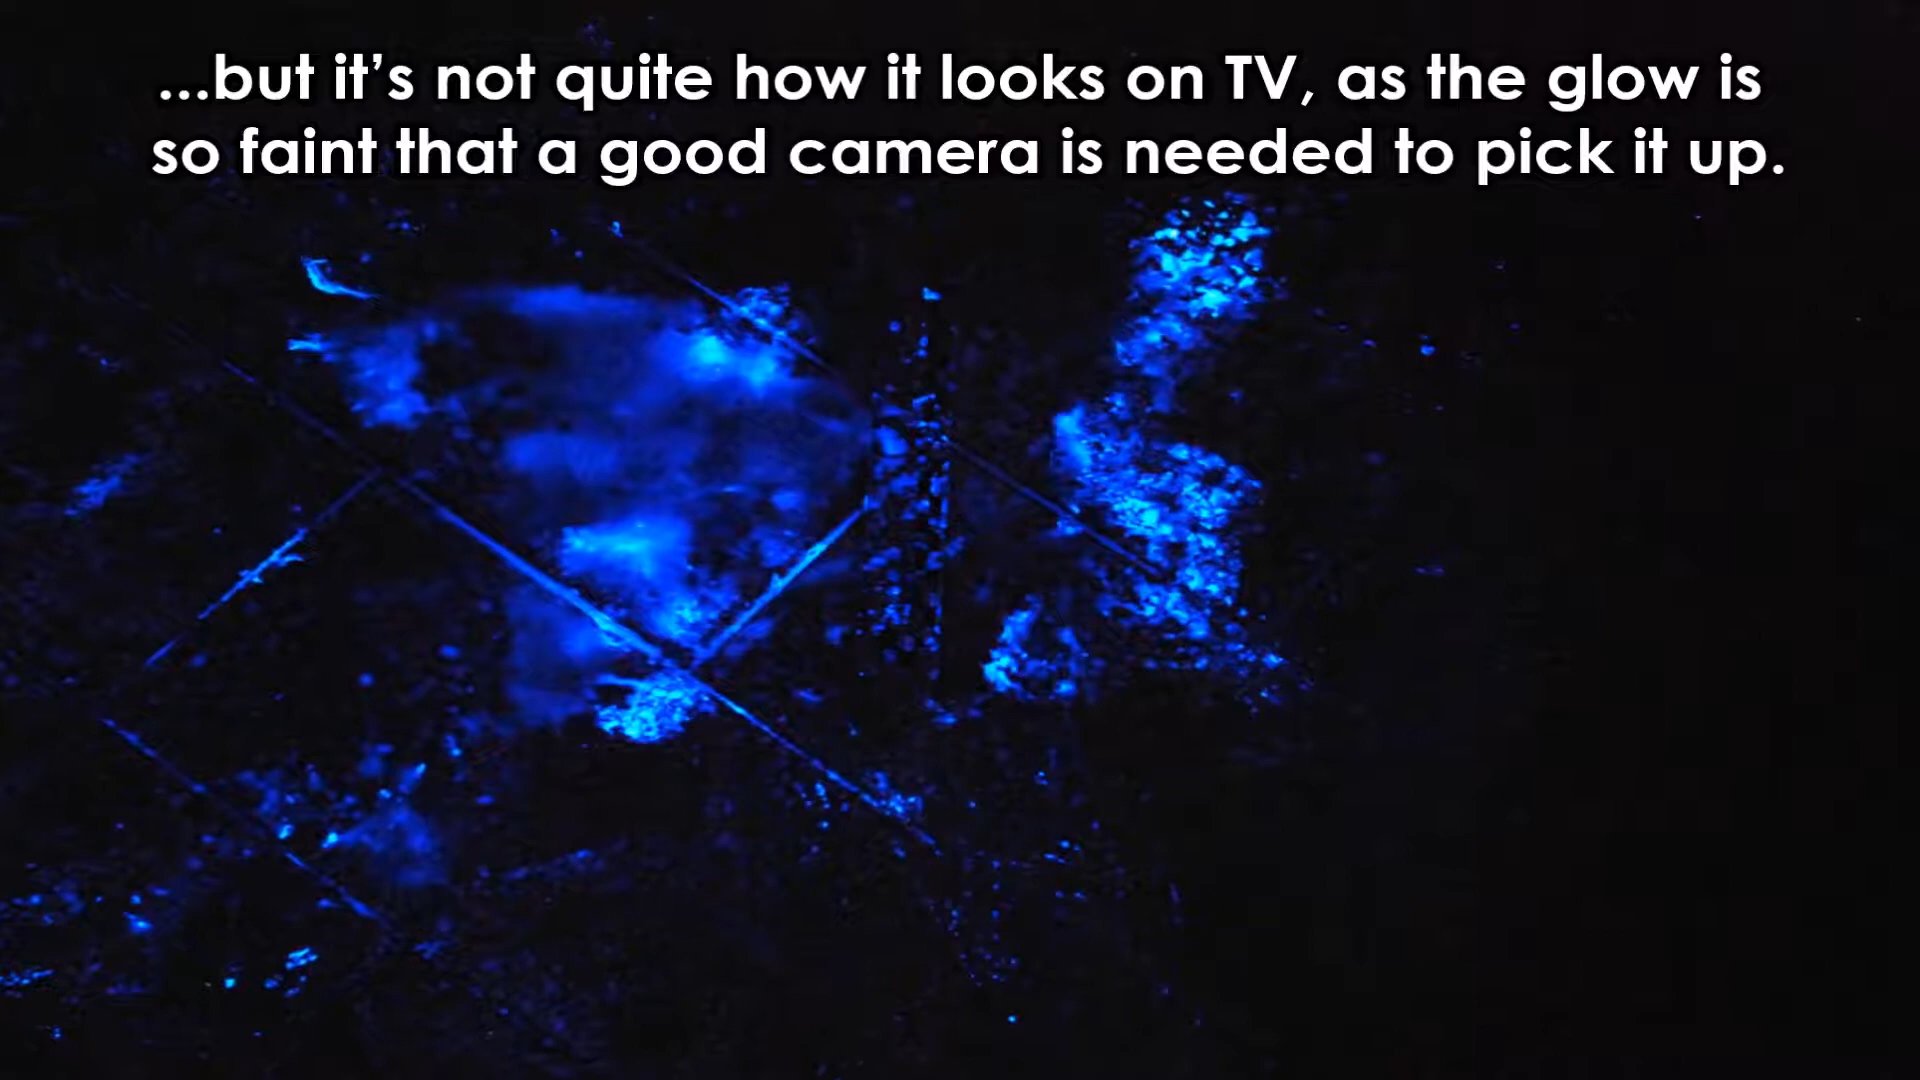 ...but it’s not quite how it looks on TV, as the glow is
so faint that a good camera is needed to pick it up.